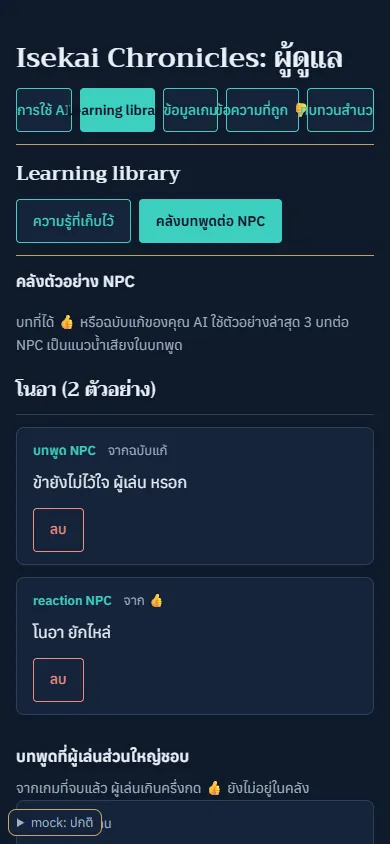 Isekai Chronicles: ผู้ดูแล
การใช้ AI
earning libra
ข้อมูลเกม
ข้อความที่ถูก 👎
ทบทวนสำนว
Learning library
ความรู้ที่เก็บไว้
คลังบทพูดต่อ NPC
คลังตัวอย่าง NPC
บทที่ได้ 👍 หรือฉบับแก้ของคุณ AI ใช้ตัวอย่างล่าสุด 3 บทต่อ
NPC เป็นแนวน้ำเสียงในบทพูด
โนอา (2 ตัวอย่าง)
บทพูด NPC จากฉบับแก้
ข้ายังไม่ไว้ใจ ผู้เล่น หรอก
ลบ
reaction NPC จาก 👍
โนอา ยักไหล่
ลบ
บทพูดที่ผู้เล่นส่วนใหญ่ชอบ
จากเกมที่จบแล้ว ผู้เล่นเกินครึ่งกด 👍 ยังไม่อยู่ในคลัง
▶ mock: ปกติ